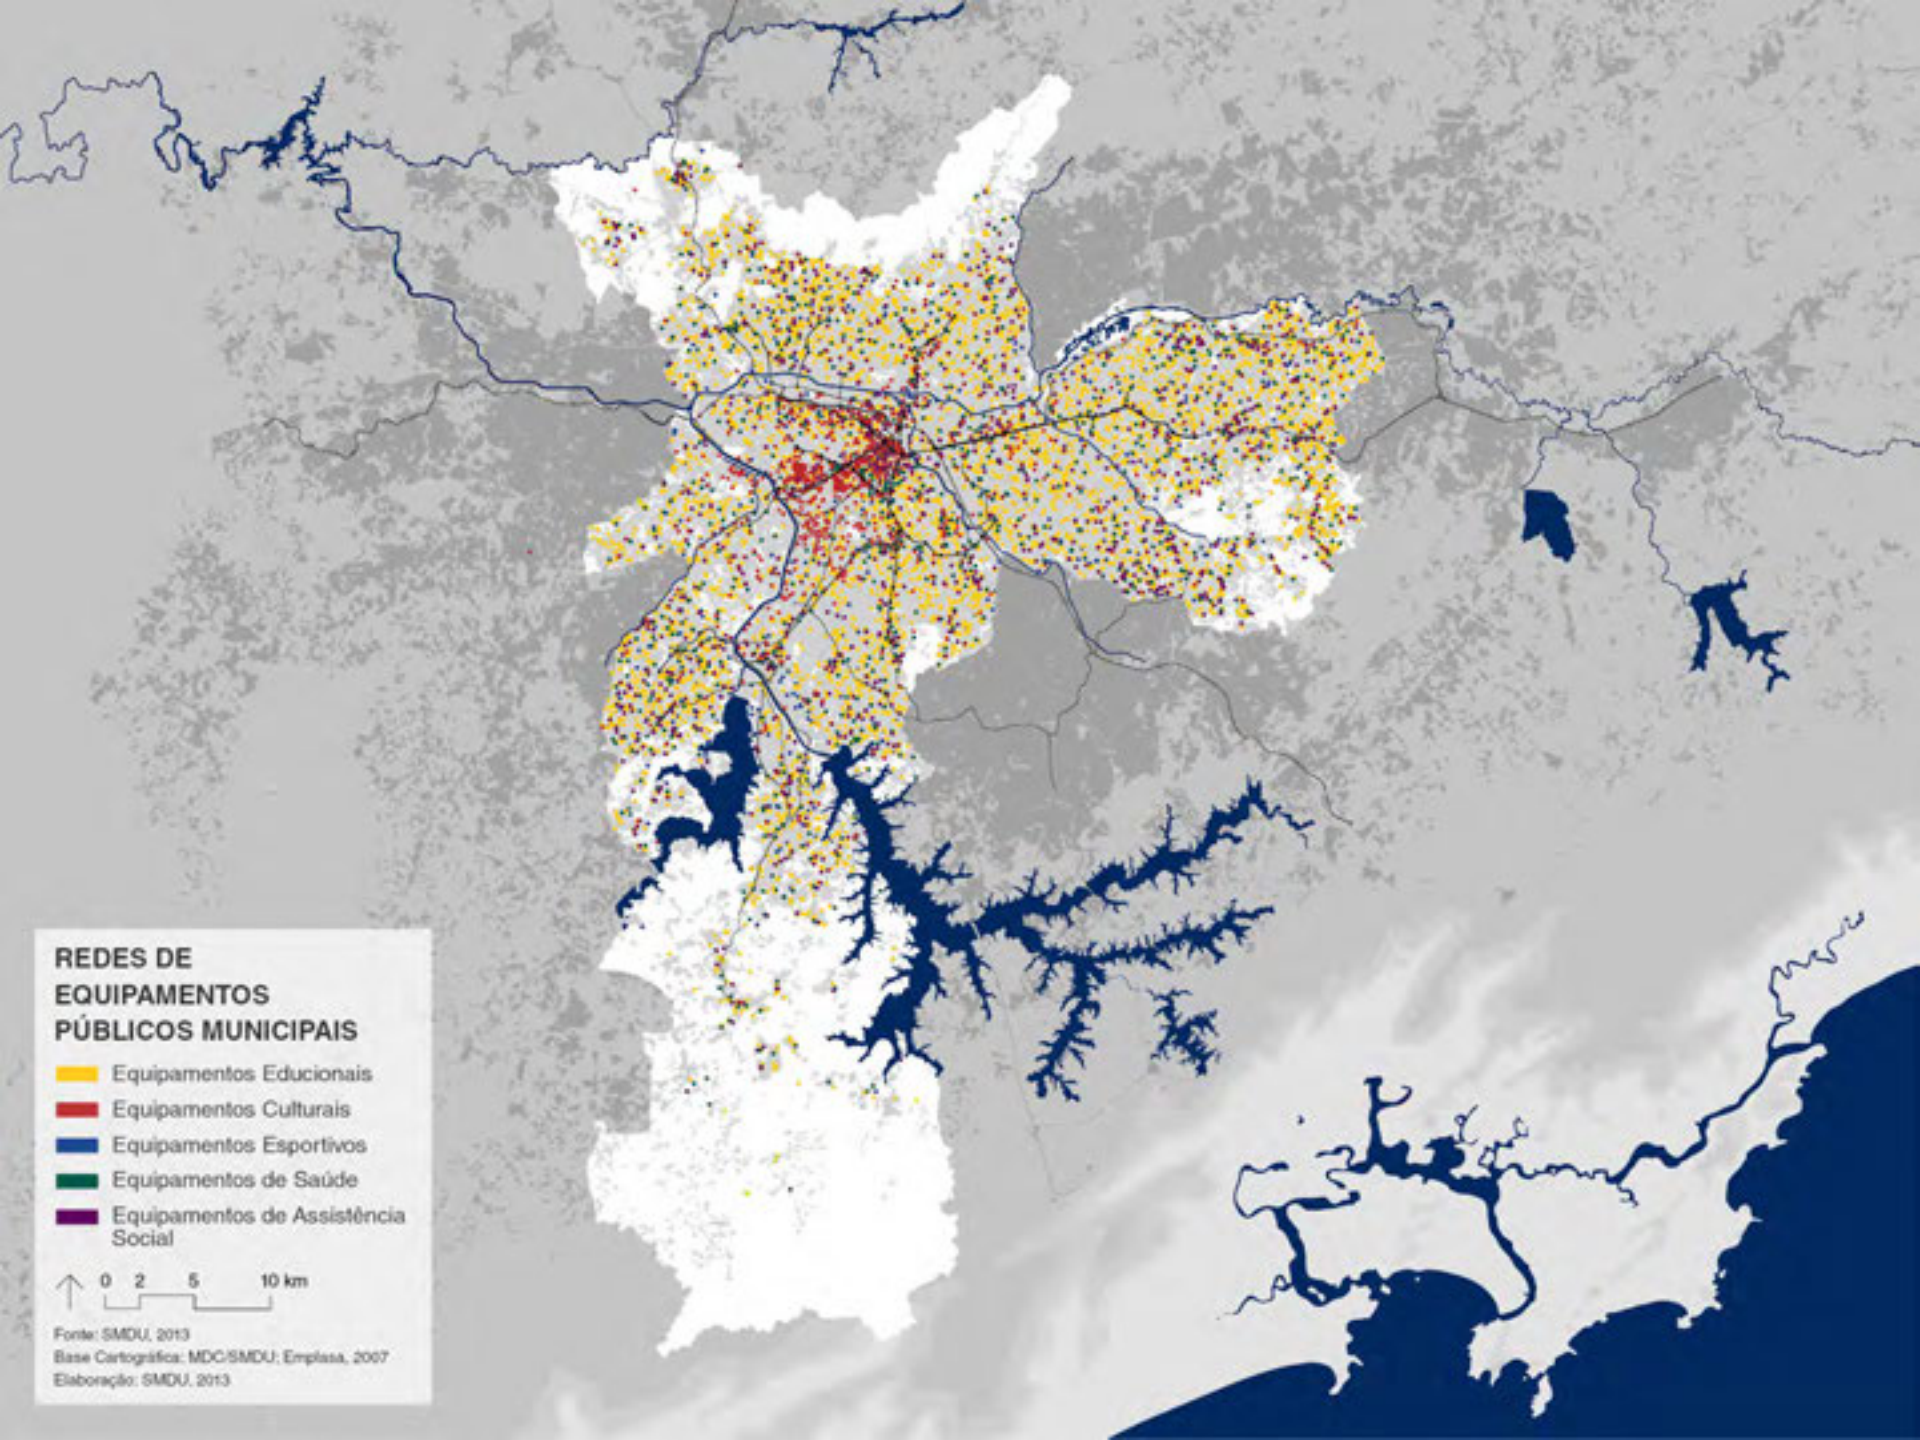 REDES DE
EQUIPAMENTOS
PÚBLICOS MUNICIPAIS
Equipamentos Educionais
Equipamentos Culturais
Equipamentos Esportivos
Equipamentos de Saúde
Equipamentos de Assistência
Social
0 2 5 10 km
Fonte: SMDU, 2013
Base Cartográfica: MDC/SMDU; Emplasa, 2007
Elaboração: SMDU, 2013